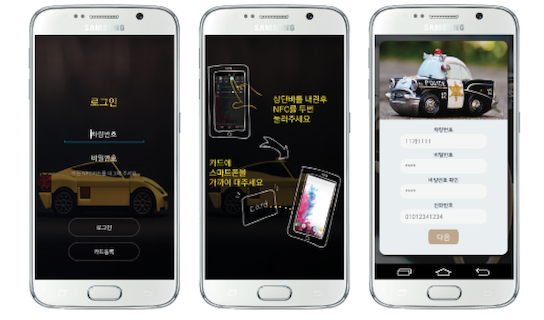 SAMSUNG
로그인
차량번호
비밀번호
로그인
카드등록
SAMSUNG
상단바를 내린후
NFC를 두번
눌러주세요
카드에
스마트폰을
가까이 대주세요
Card
SAMSUNG
POLICE
차량번호
11가1111
비밀번호
****
비밀번호 확인
****
전화번호
01012341234
다음